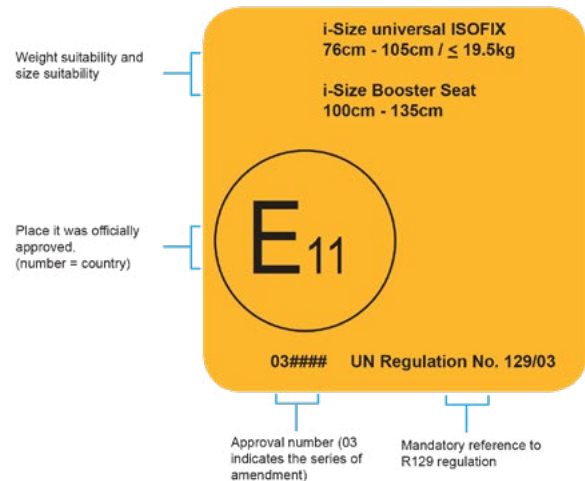 i-Size universal ISOFIX
76cm - 105cm / ≤ 19.5kg
i-Size Booster Seat
100cm - 135cm
Weight suitability and
size suitability
Place it was officially
approved.
(number = country)
E11
03#### UN Regulation No. 129/03
Approval number (03
indicates the series of
amendment)
Mandatory reference to
R129 regulation